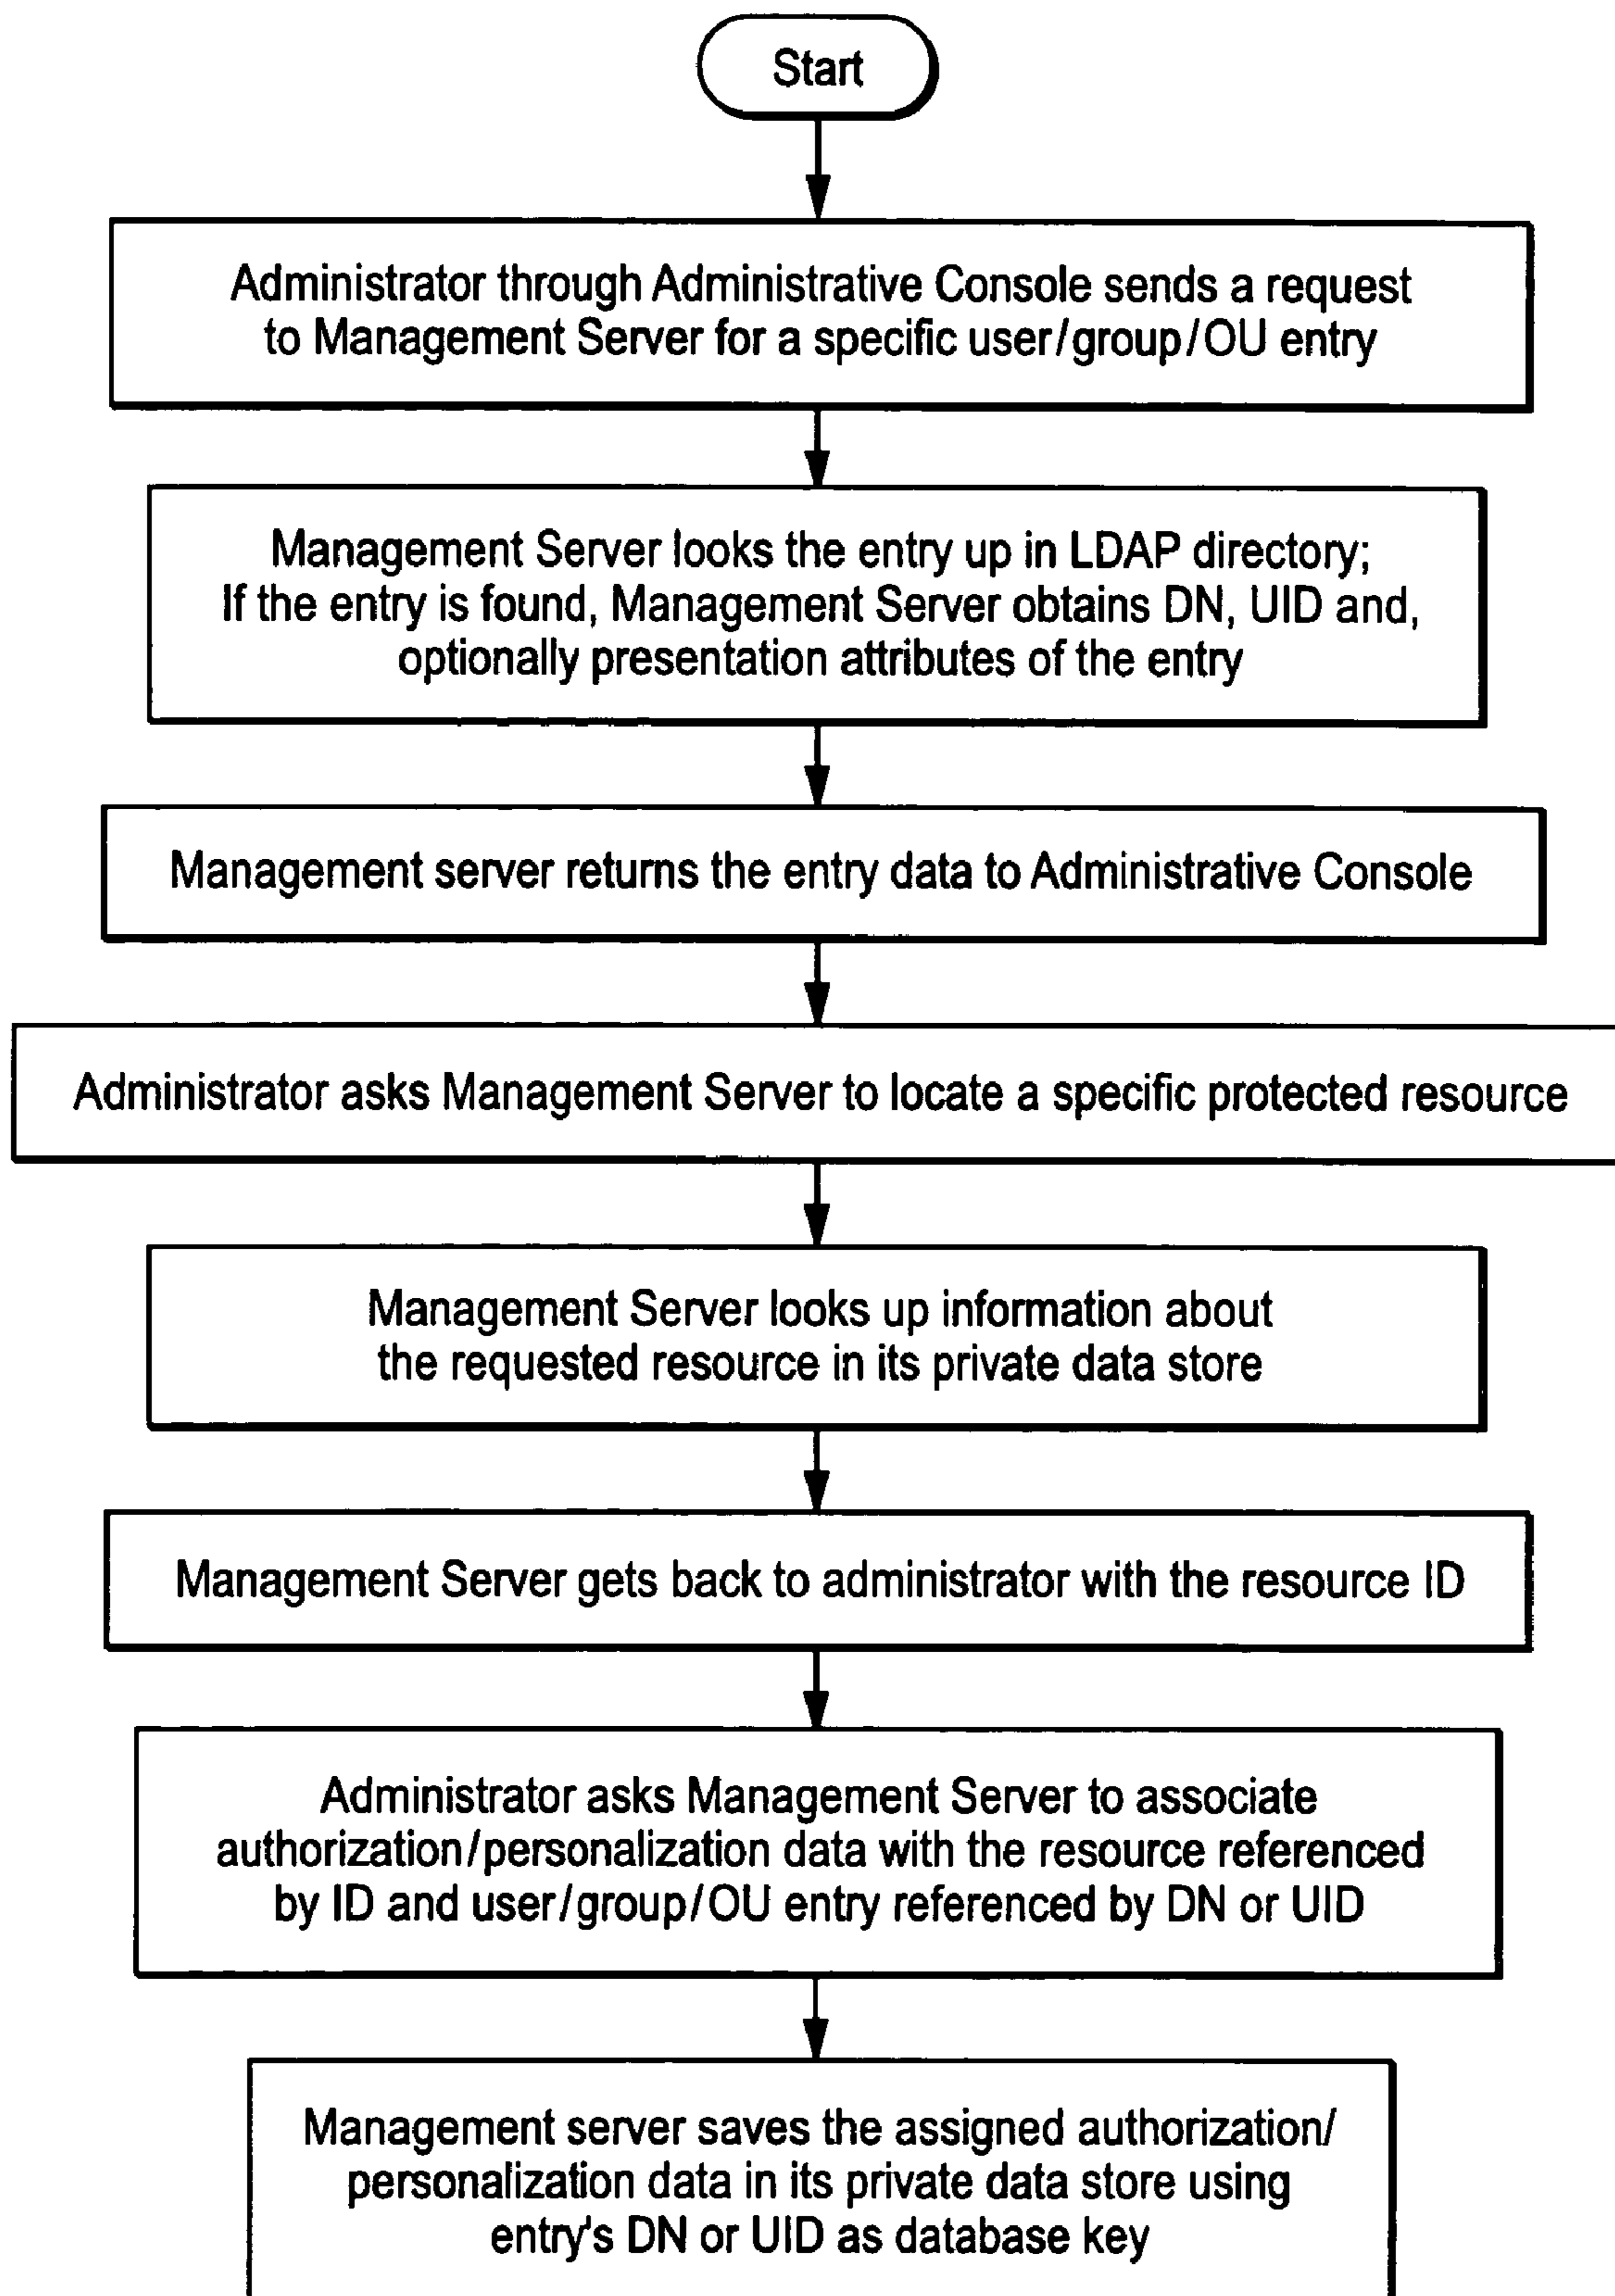 Start
Administrator through Administrative Console sends a request
to Management Server for a specific user/group/OU entry
Management Server looks the entry up in LDAP directory;
If the entry is found, Management Server obtains DN, UID and,
optionally presentation attributes of the entry
Management server returns the entry data to Administrative Console
Administrator asks Management Server to locate a specific protected resource
Management Server looks up information about
the requested resource in its private data store
Management Server gets back to administrator with the resource ID
Administrator asks Management Server to associate
authorization/personalization data with the resource referenced
by ID and user/group/OU entry referenced by DN or UID
Management server saves the assigned authorization/
personalization data in its private data store using
entry's DN or UID as database key